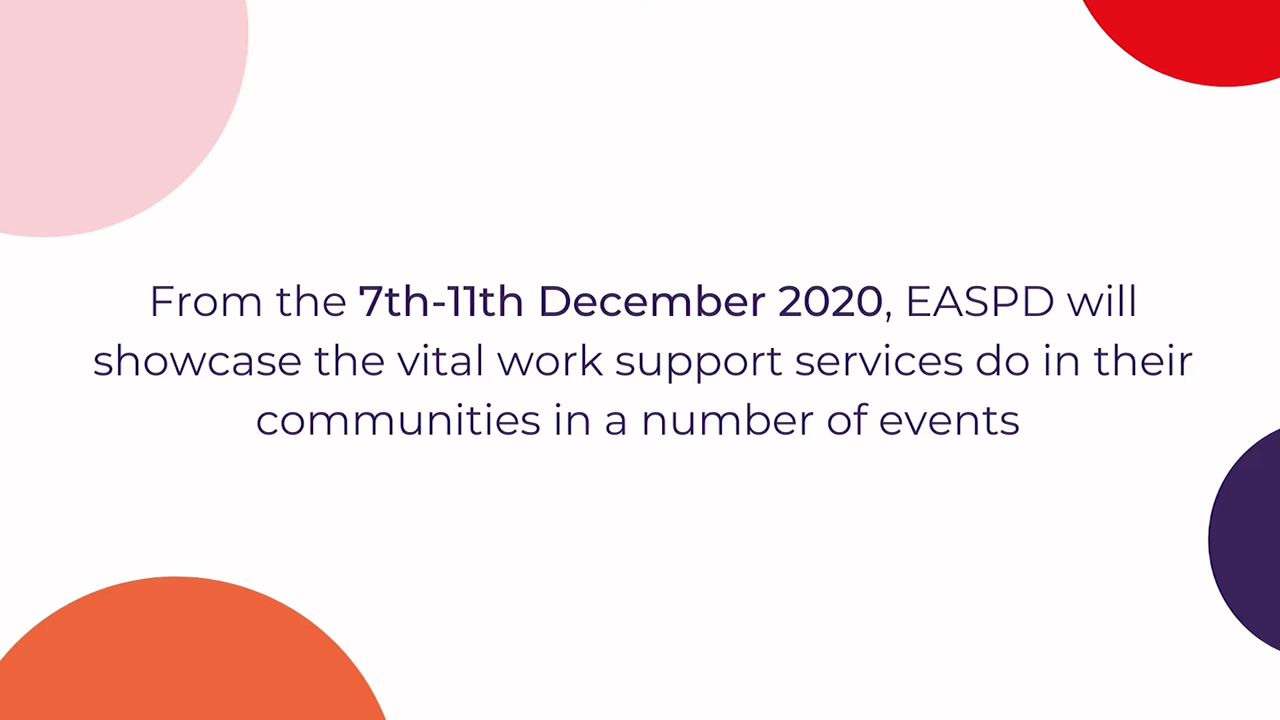 From the 7th-11th December 2020, EASPD will
showcase the vital work support services do in their
communities in a number of events